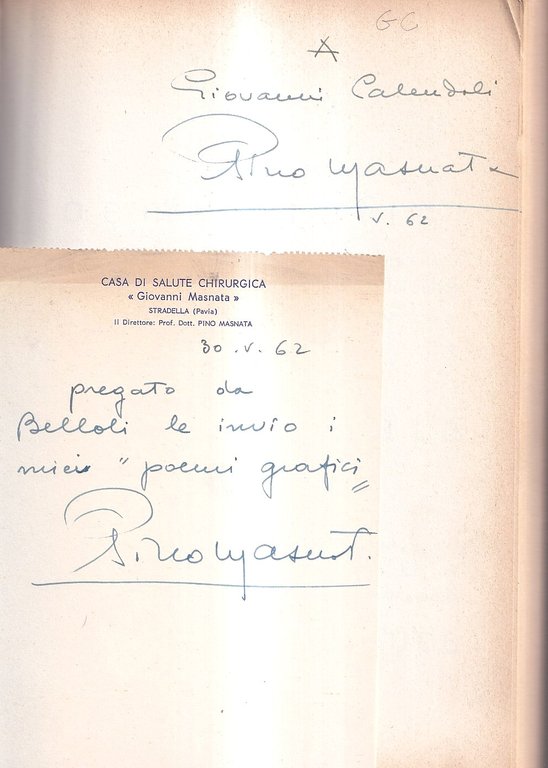 GC
A
Giovanni Calendoli
Pino Masnata
V. 62
CASA DI SALUTE CHIRURGICA
« Giovanni Masnata »
STRADELLA (Pavia)
Il Direttore: Prof. Dott. PINO MASNATA
30 . V. 62
pregato da
Belloli le invio i
miei "poemi grafici"
Pino Masnat.